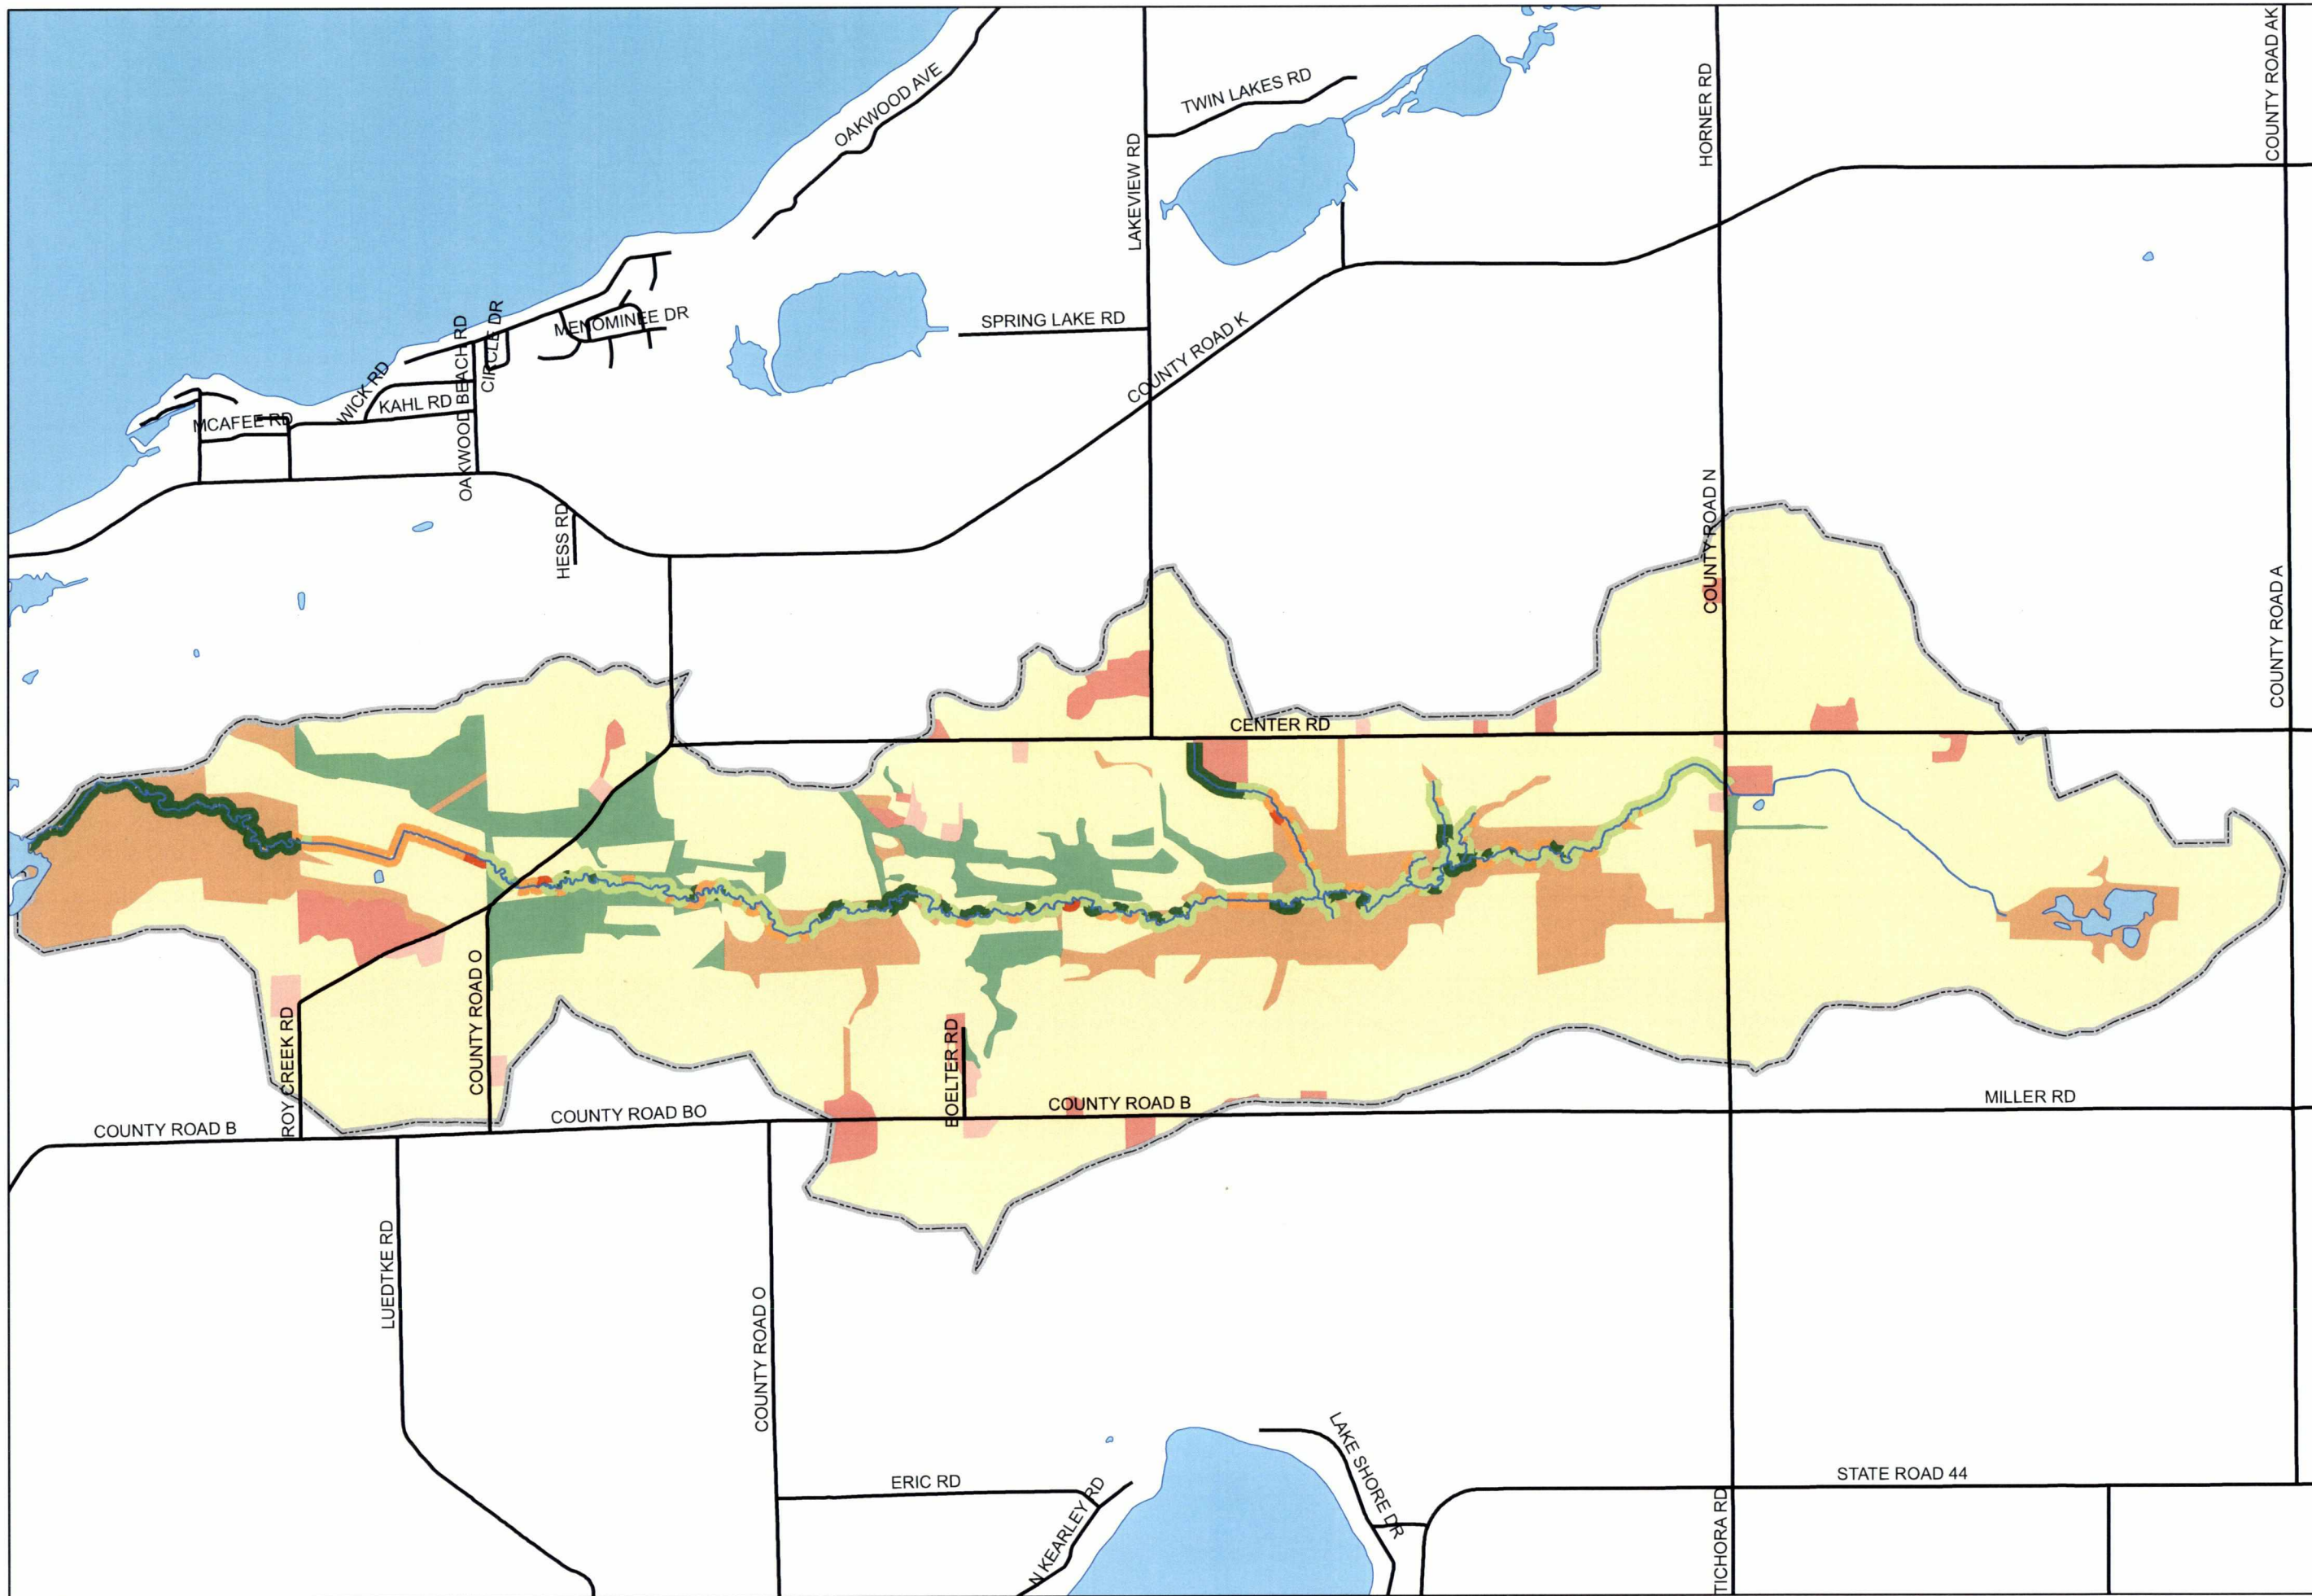 COUNTY ROAD AK
OAKWOOD AVE
TWIN LAKES RD
HORNER RD
LAKEVIEW RD
MENOMINEE DR
SPRING LAKE RD
CIRCLE DR
OAKWOOD BEACH RD
WICK RD
KAHL RD
MCAFEE RD
COUNTY ROAD K
HESS RD
COUNTY ROAD N
COUNTY ROAD A
CENTER RD
COUNTY ROAD O
ROY CREEK RD
BOELTER RD
COUNTY ROAD B
COUNTY ROAD BO
COUNTY ROAD B
MILLER RD
LUEDTKE RD
COUNTY ROAD O
ERIC RD
N KEARLEY RD
LAKE SHORE DR
STATE ROAD 44
TICHORA RD